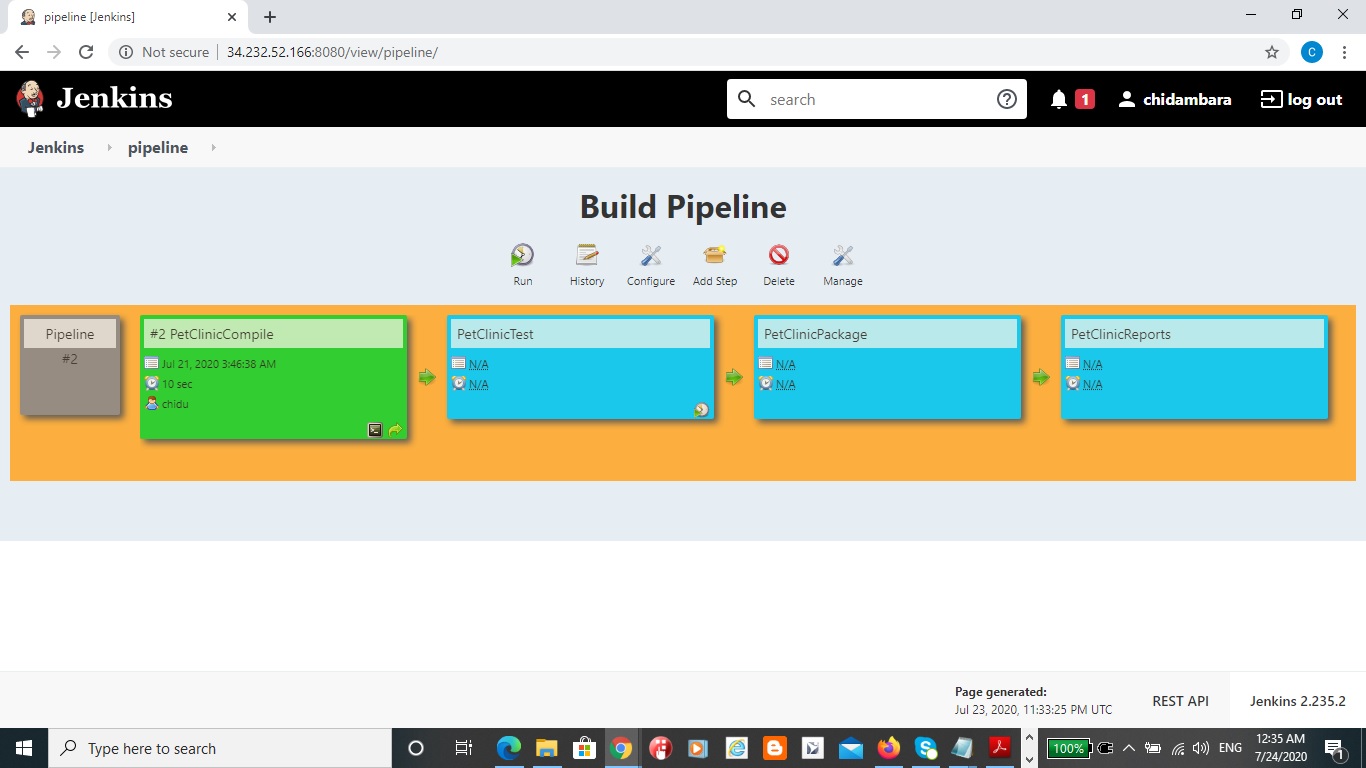 pipeline [Jenkins]
Not secure
34.232.52.166:8080/view/pipeline/
C
Jenkins
search
1
chidambara
log out
Jenkins
pipeline
Build Pipeline
Run
History
Configure
Add Step
Delete
Manage
Pipeline
#2
#2 PetClinicCompile
Jul 21, 2020 3:46:38 AM
10 sec
chidu
PetClinicTest
N/A
N/A
PetClinicPackage
N/A
N/A
PetClinicReports
N/A
N/A
Page generated:
Jul 23, 2020, 11:33:25 PM UTC
REST API
Jenkins 2.235.2
Type here to search
100%
ENG
12:35 AM
7/24/2020
1